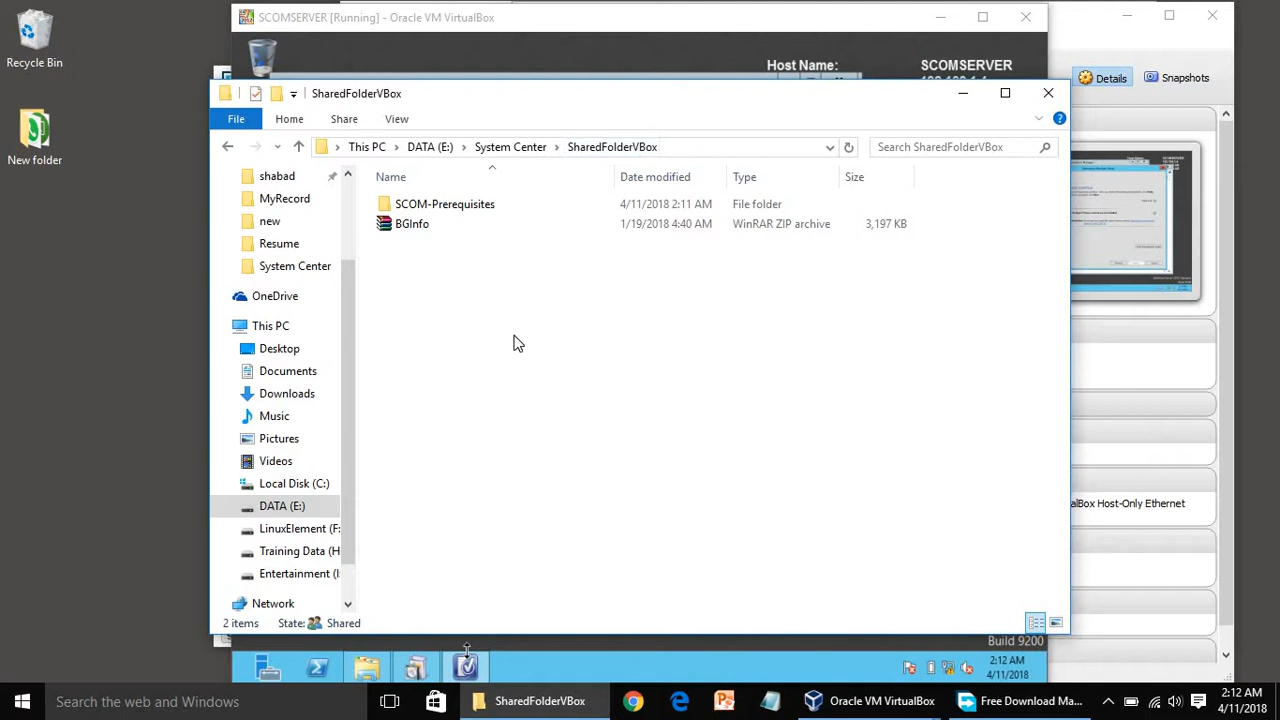 Recycle Bin
New folder
SCOMSERVER [Running] - Oracle VM VirtualBox
Host Name: SCOMSERVER
Details
Snapshots
SharedFolderVBox
File Home Share View
This PC DATA (E:) System Center SharedFolderVBox
Search SharedFolderVBox
Name Date modified Type Size
SCOM-Prerequisites 4/11/2018 2:11 AM File folder
BGInfo 1/19/2018 4:40 AM WinRAR ZIP archive 3,197 KB
shabad
MyRecord
new
Resume
System Center
OneDrive
This PC
Desktop
Documents
Downloads
Music
Pictures
Videos
Local Disk (C:)
DATA (E:)
LinuxElement (F:
Training Data (H
Entertainment (I:
Network
2 items State: Shared
alBox Host-Only Ethernet
Build 9200
2:12 AM
4/11/2018
Search the web and Windows
SharedFolderVBox
Oracle VM VirtualBox
Free Download Ma...
2:12 AM
4/11/2018